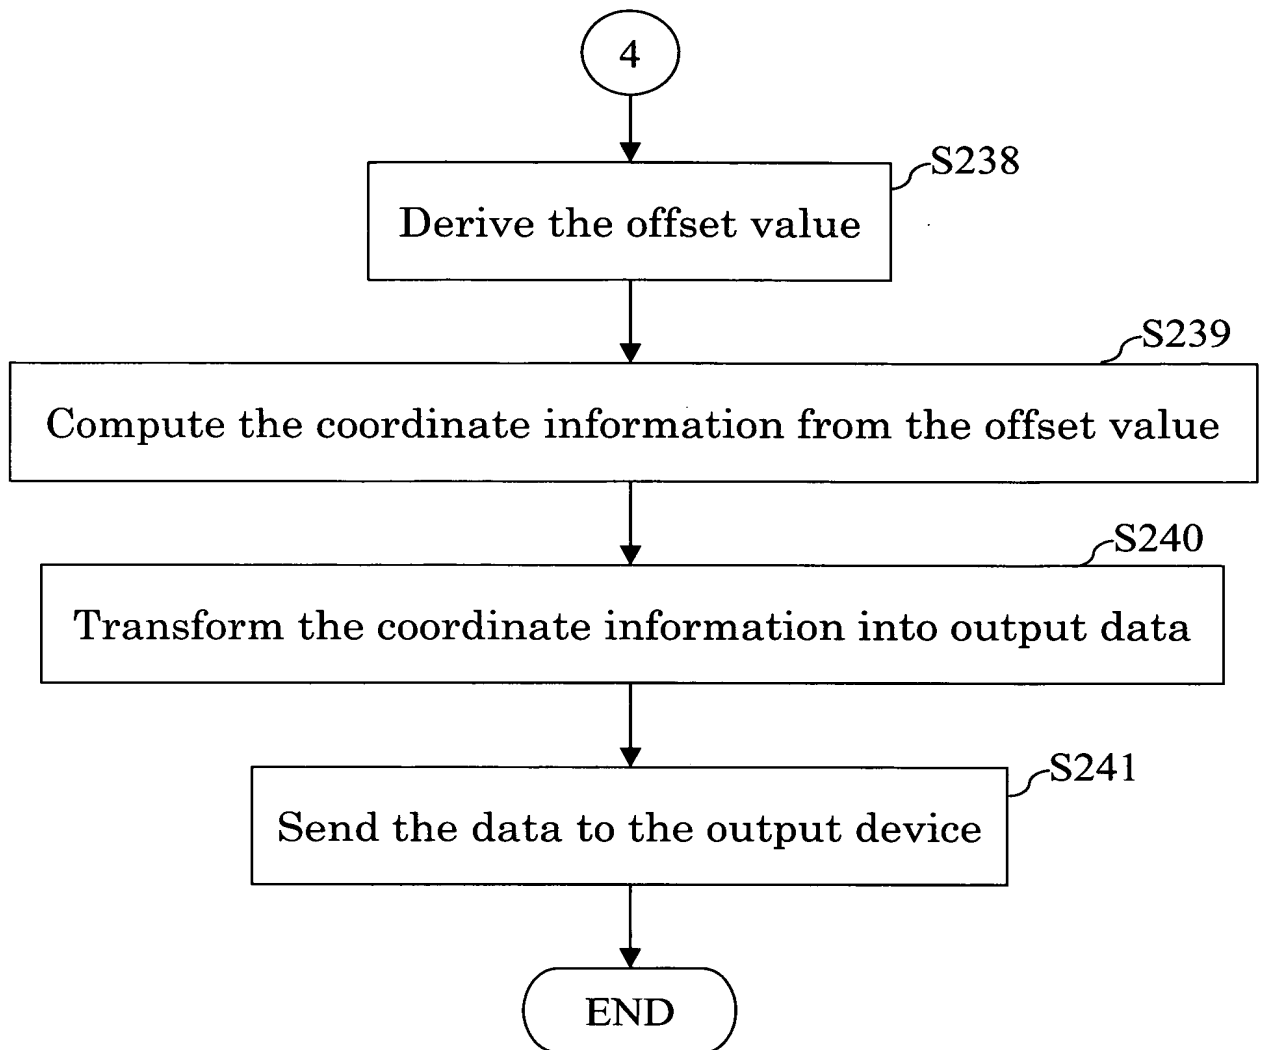 4
S238
Derive the offset value
S239
Compute the coordinate information from the offset value
S240
Transform the coordinate information into output data
S241
Send the data to the output device
END